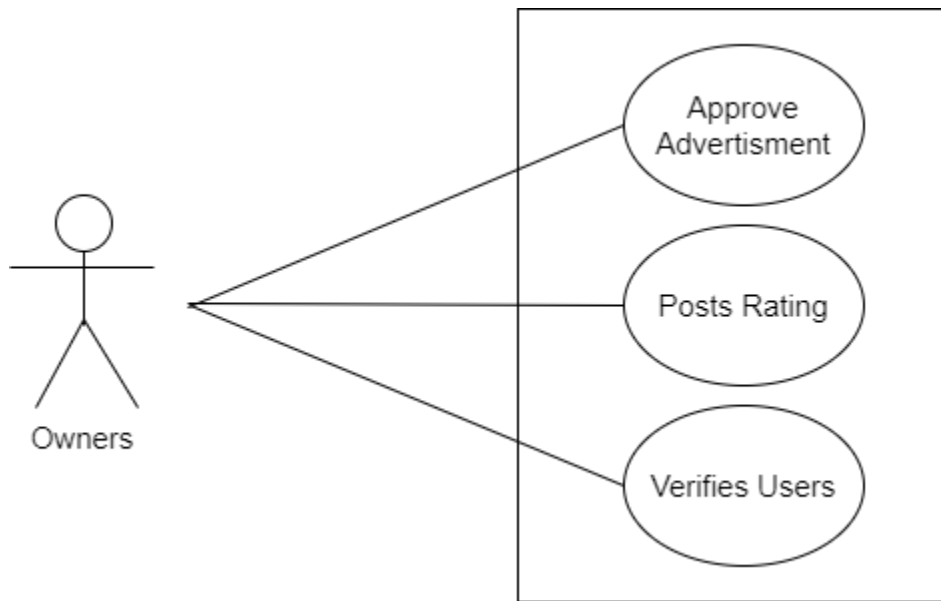 Approve
Advertisment
Posts Rating
Owners
Verifies Users